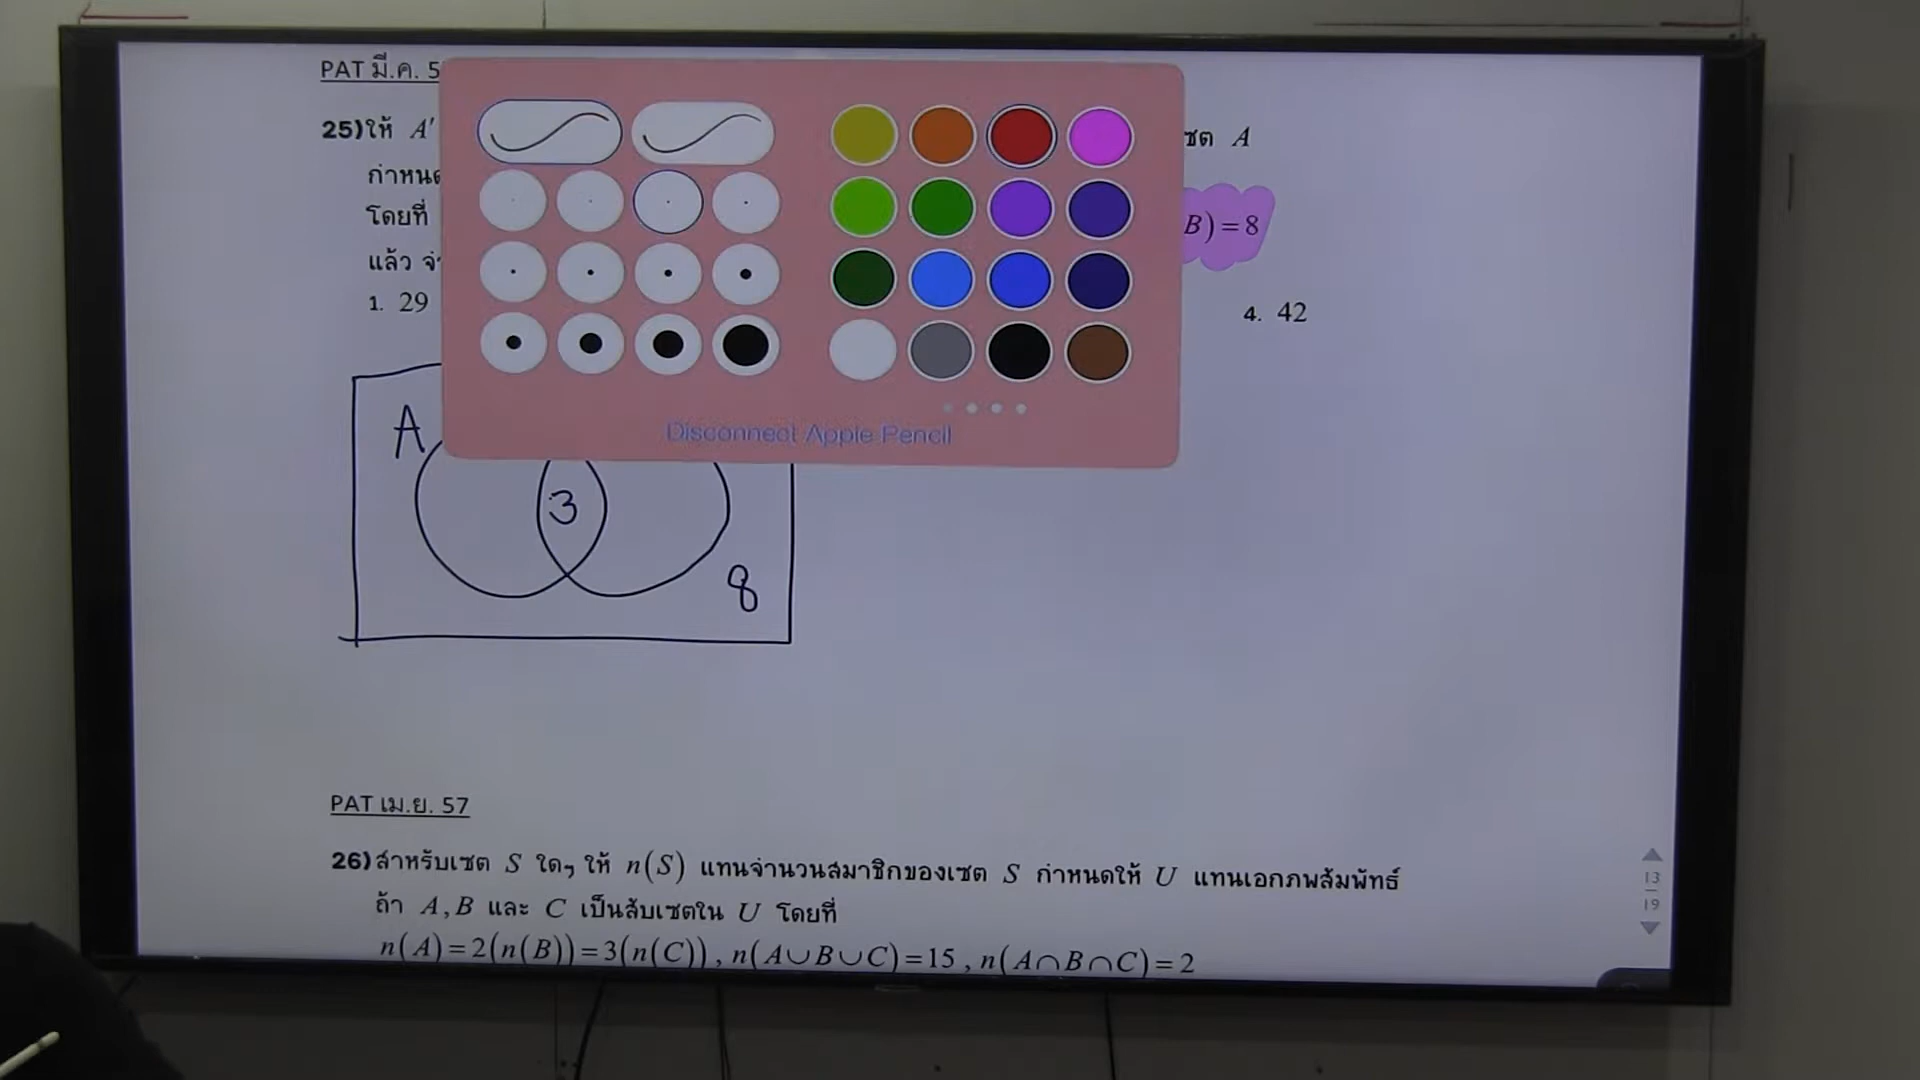 PAT มี.ค. 5
25) ให้ A' ซต A
กำหนด
โดยที่ B) = 8
แล้ว จำ
1. 29 4. 42
Disconnect Apple Pencil
A
3
8
PAT เม.ย. 57
26) สำหรับเซต S ใดๆ ให้ n(S) แทนจำนวนสมาชิกของเซต S กำหนดให้ U แทนเอกภพสัมพัทธ์
ถ้า A, B และ C เป็นสับเซตใน U โดยที่
n(A) = 2(n(B)) = 3(n(C)), n(A∪B∪C) = 15, n(A∩B∩C) = 2
13
19